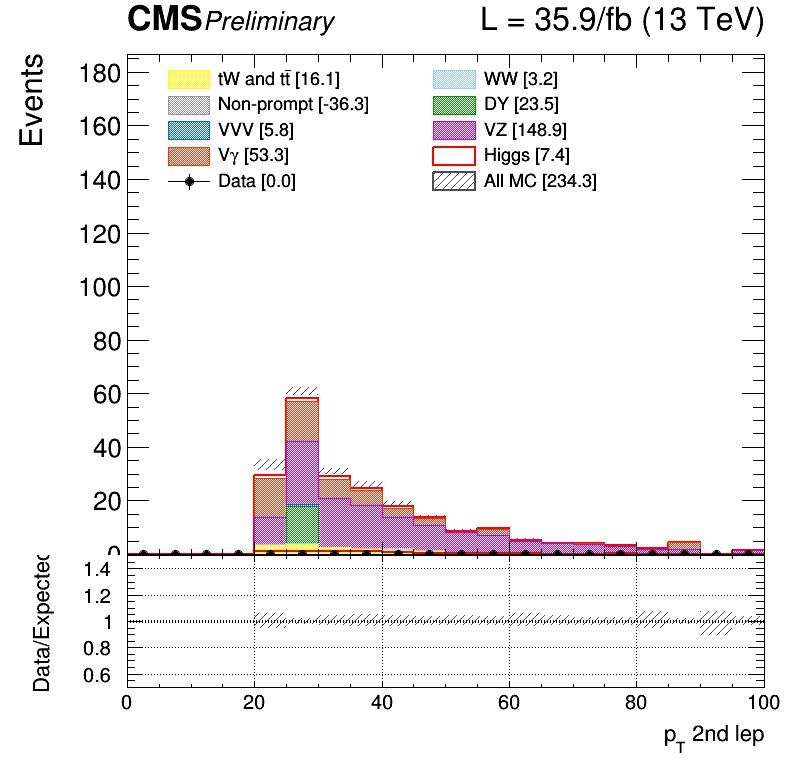 CMS Preliminary L = 35.9/fb (13 TeV)
Events
180
160
140
120
100
80
60
40
20
0
tW and tt̄ [16.1]
Non-prompt [-36.3]
VVV [5.8]
Vγ [53.3]
Data [0.0]
WW [3.2]
DY [23.5]
VZ [148.9]
Higgs [7.4]
All MC [234.3]
Data/Expected
1.4
1.2
1
0.8
0.6
0 20 40 60 80 100
pT 2nd lep